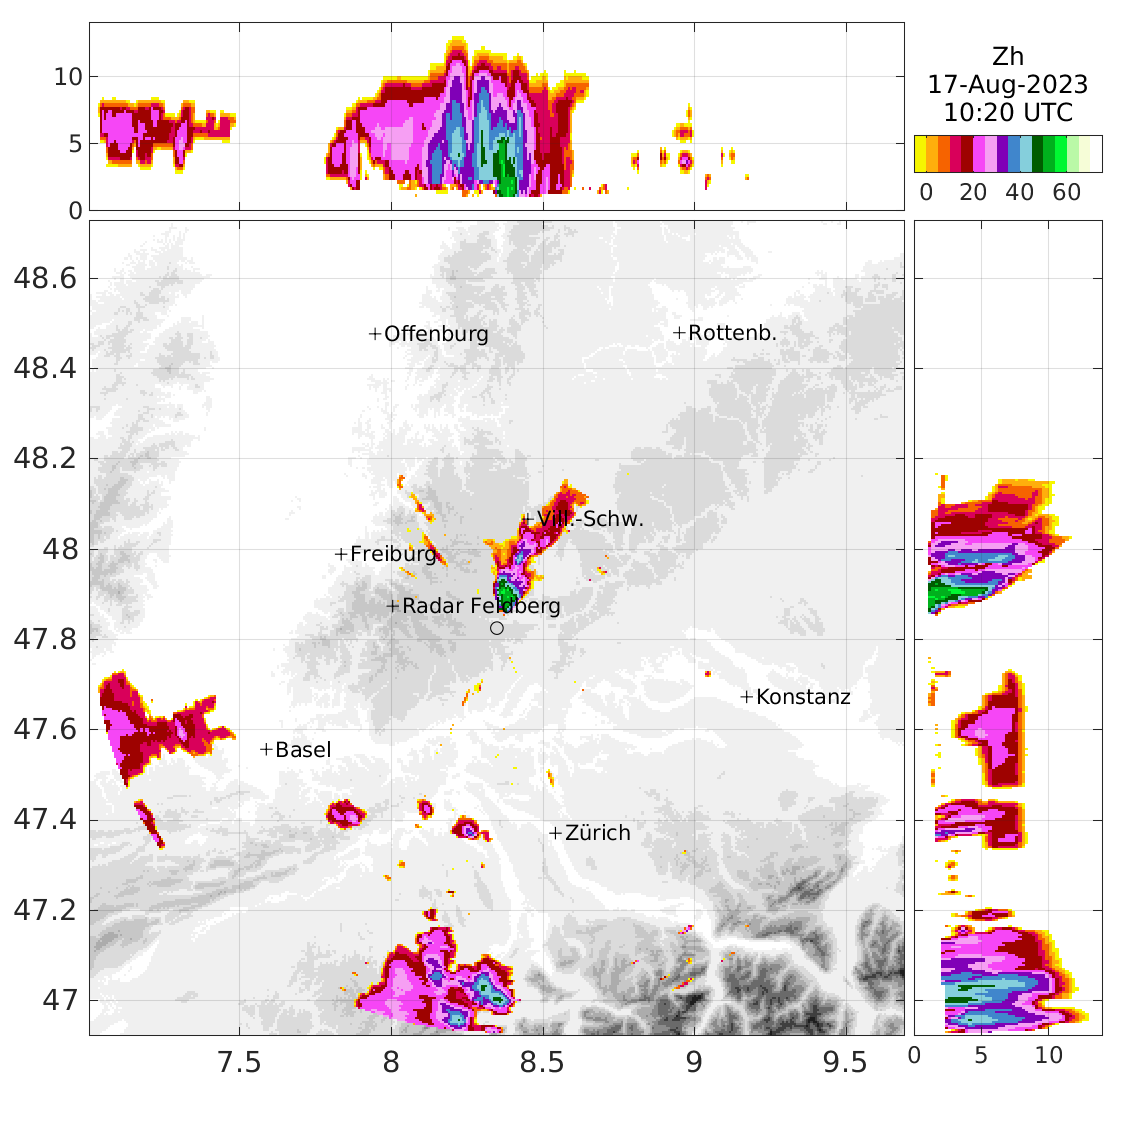 10
5
0
Zh
17-Aug-2023
10:20 UTC
0 20 40 60
48.6
48.4
48.2
48
47.8
47.6
47.4
47.2
47
+Offenburg
+Rottenb.
+Vill.-Schw.
+Freiburg
+Radar Feldberg
+Konstanz
+Basel
+Zürich
7.5 8 8.5 9 9.5
0 5 10